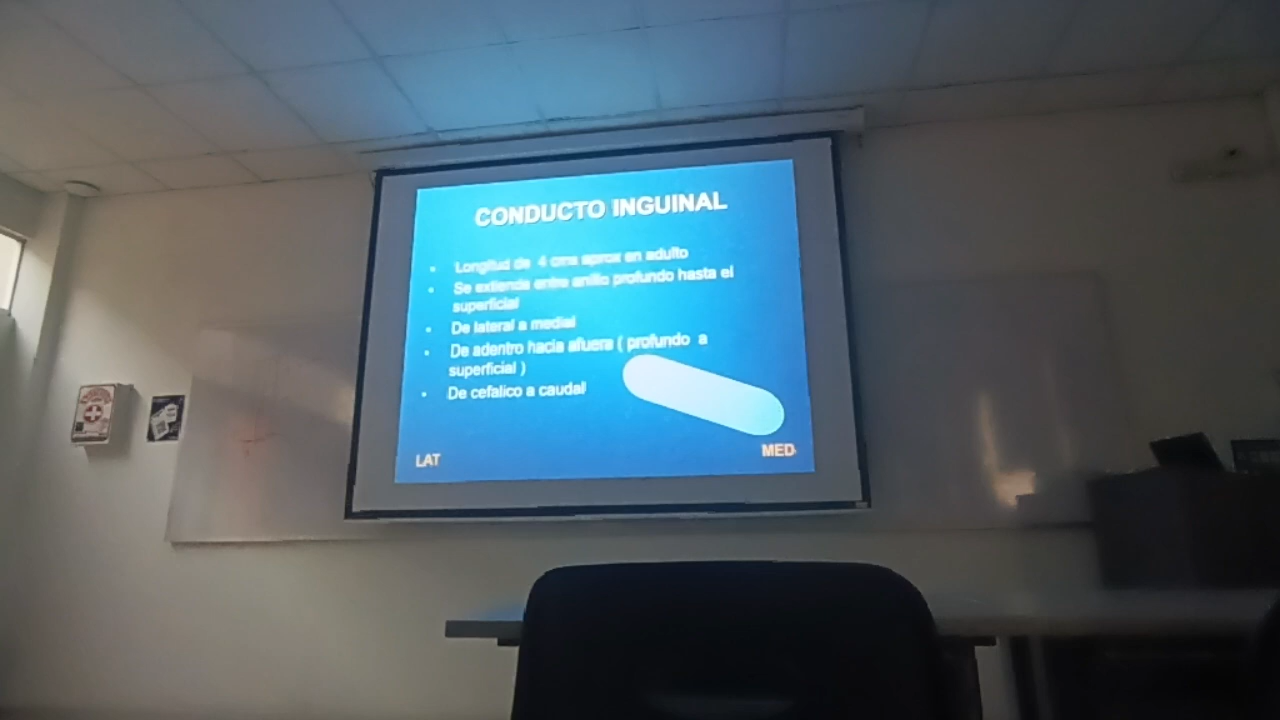 CONDUCTO INGUINAL
Longitud de 4 cms aprox en adulto
Se extiende entre anillo profundo hasta el
superficial
De lateral a medial
De adentro hacia afuera ( profundo a
superficial )
De cefalico a caudal
LAT
MED